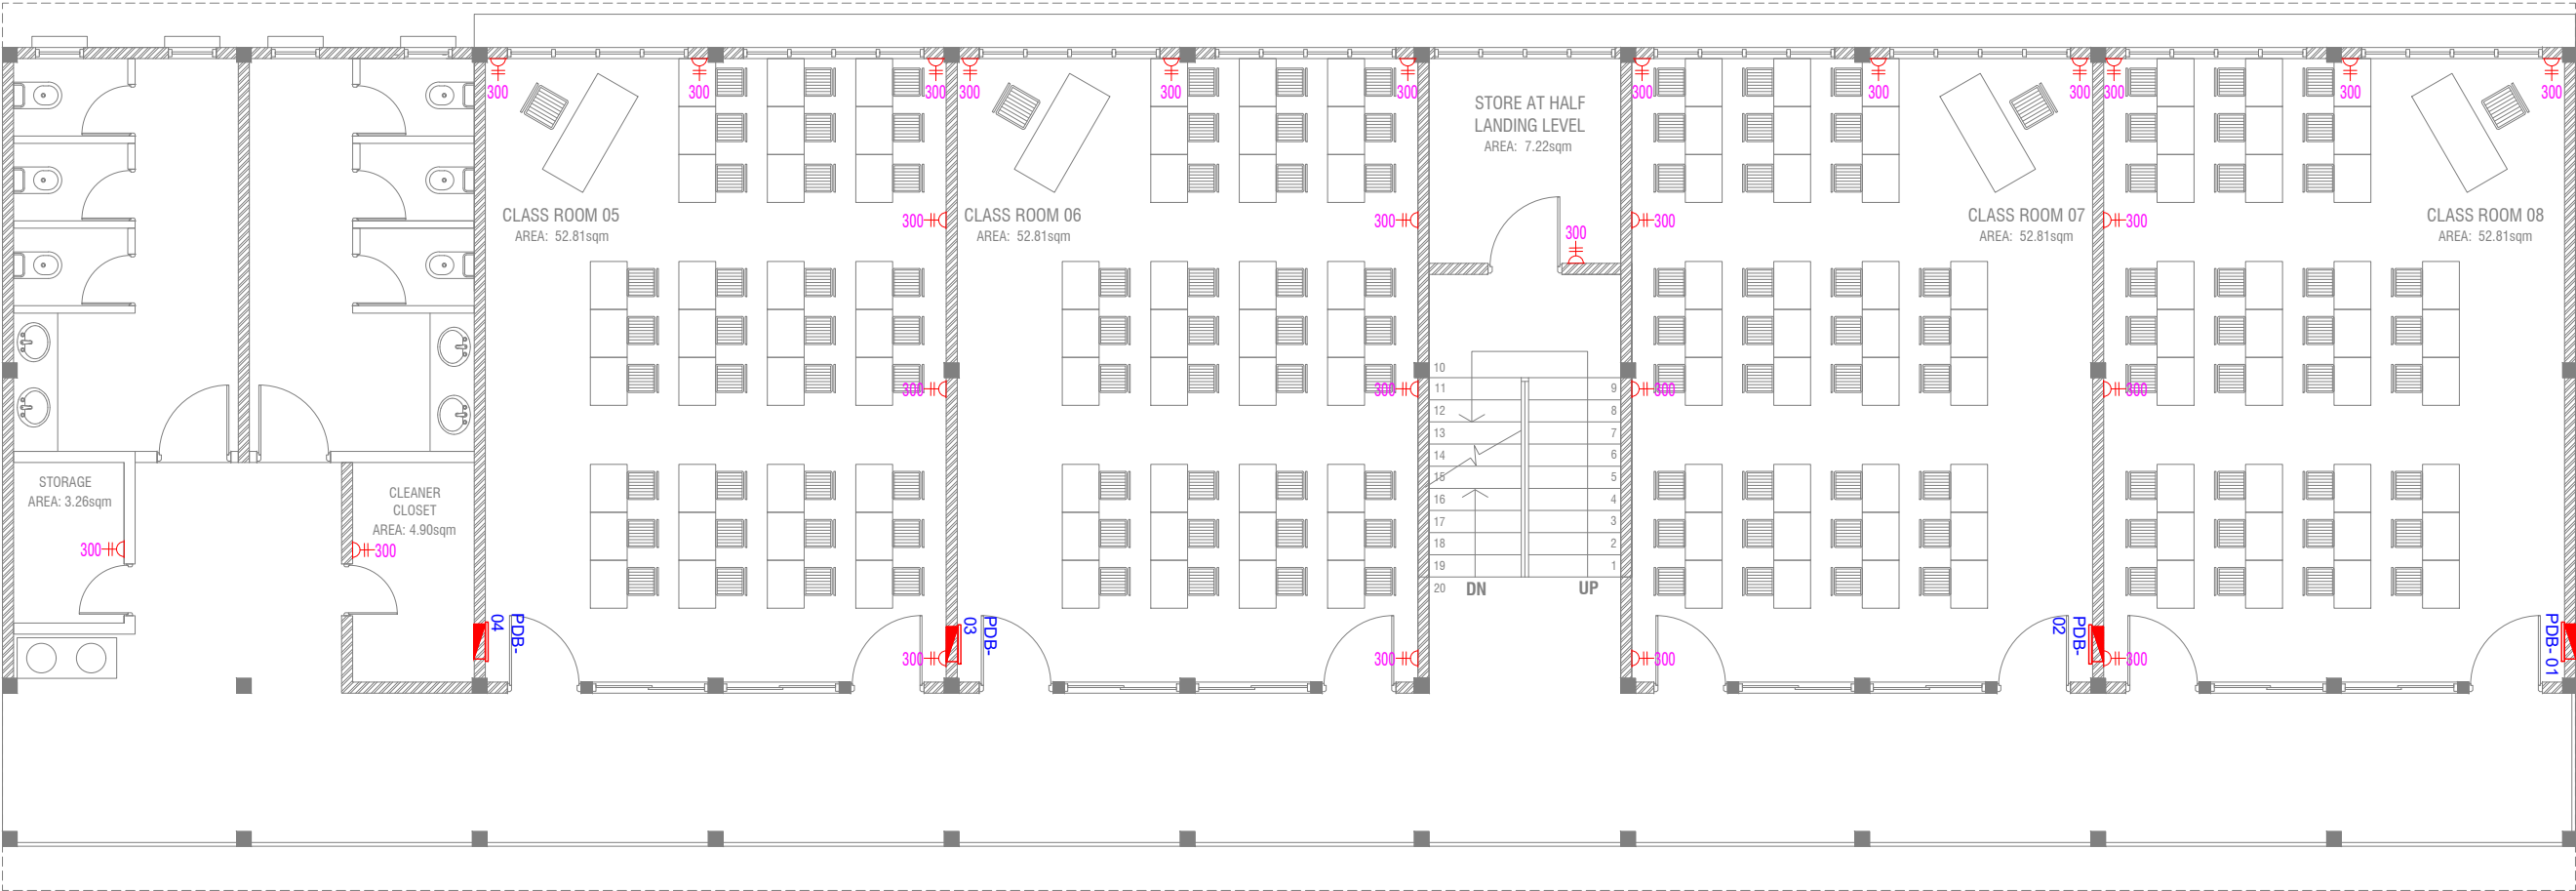 300
300
300
300
300
300
300
300
300
300
300
300
STORE AT HALF
LANDING LEVEL
AREA: 7.22sqm
CLASS ROOM 05
AREA: 52.81sqm
300
CLASS ROOM 06
AREA: 52.81sqm
300
300
300
CLASS ROOM 07
AREA: 52.81sqm
300
CLASS ROOM 08
AREA: 52.81sqm
300
300
300
300
10
11
12
13
14
15
16
17
18
19
20
9
8
7
6
5
4
3
2
1
DN
UP
STORAGE
AREA: 3.26sqm
300
CLEANER
CLOSET
AREA: 4.90sqm
300
PDB-
04
300
PDB-
03
300
300
PDB-
02
300
PDB- 01